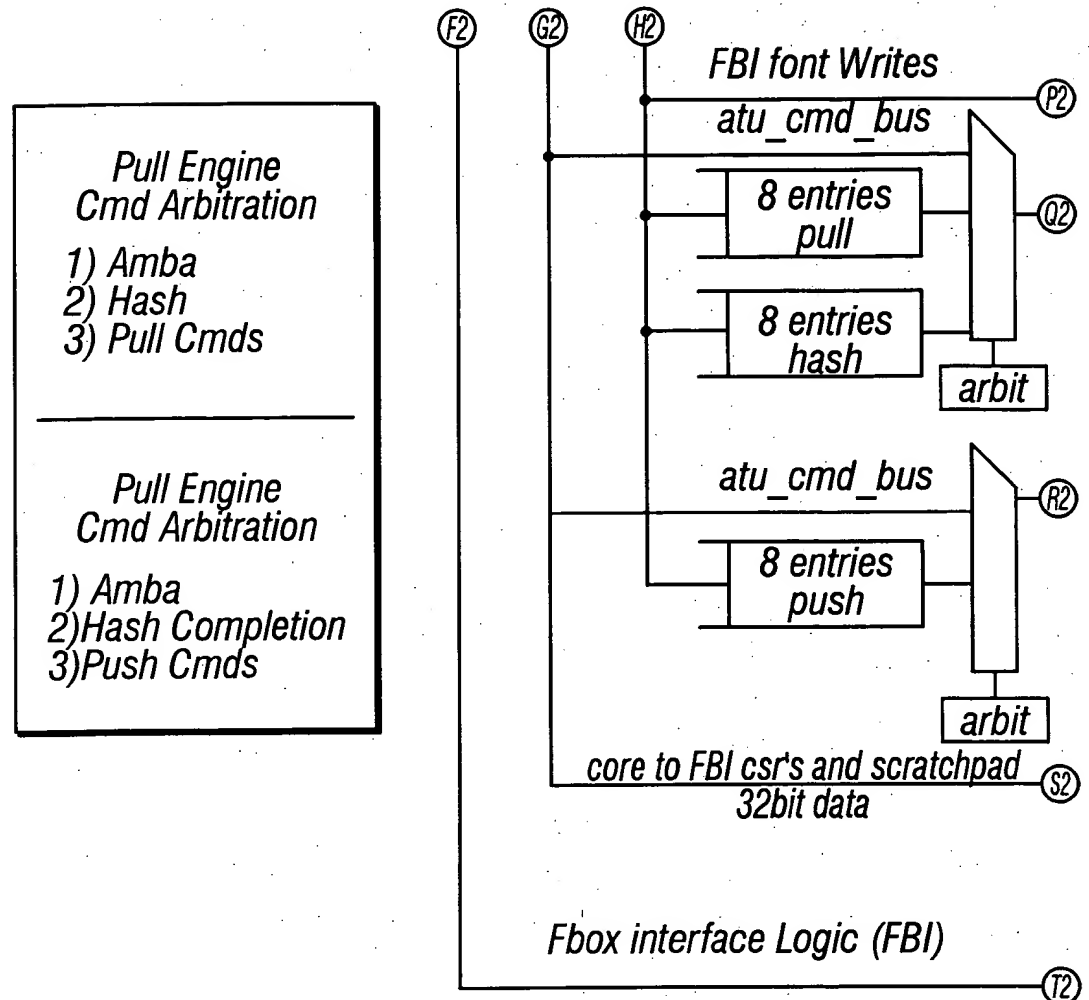 F2 G2 H2
FBI font Writes
P2
atu_cmd_bus
8 entries
pull
Q2
8 entries
hash
arbit
Pull Engine
Cmd Arbitration
1) Amba
2) Hash
3) Pull Cmds
Pull Engine
Cmd Arbitration
1) Amba
2)Hash Completion
3)Push Cmds
atu_cmd_bus
R2
8 entries
push
arbit
core to FBI csr's and scratchpad
32bit data
S2
Fbox interface Logic (FBI)
T2